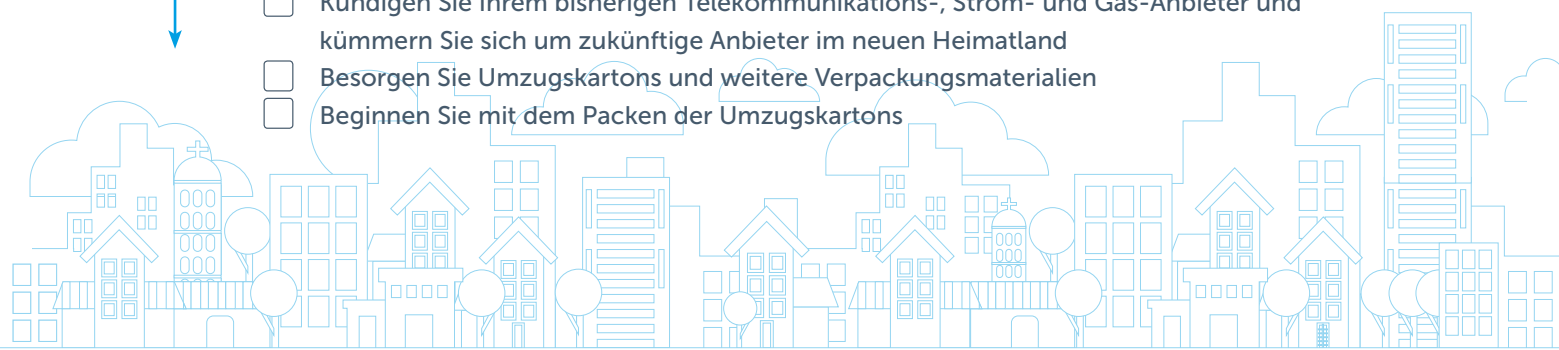 Kündigen Sie Ihrem bisherigen Telekommunikations-, Strom- und Gas-Anbieter und
kümmern Sie sich um zukünftige Anbieter im neuen Heimatland
Besorgen Sie Umzugskartons und weitere Verpackungsmaterialien
Beginnen Sie mit dem Packen der Umzugskartons